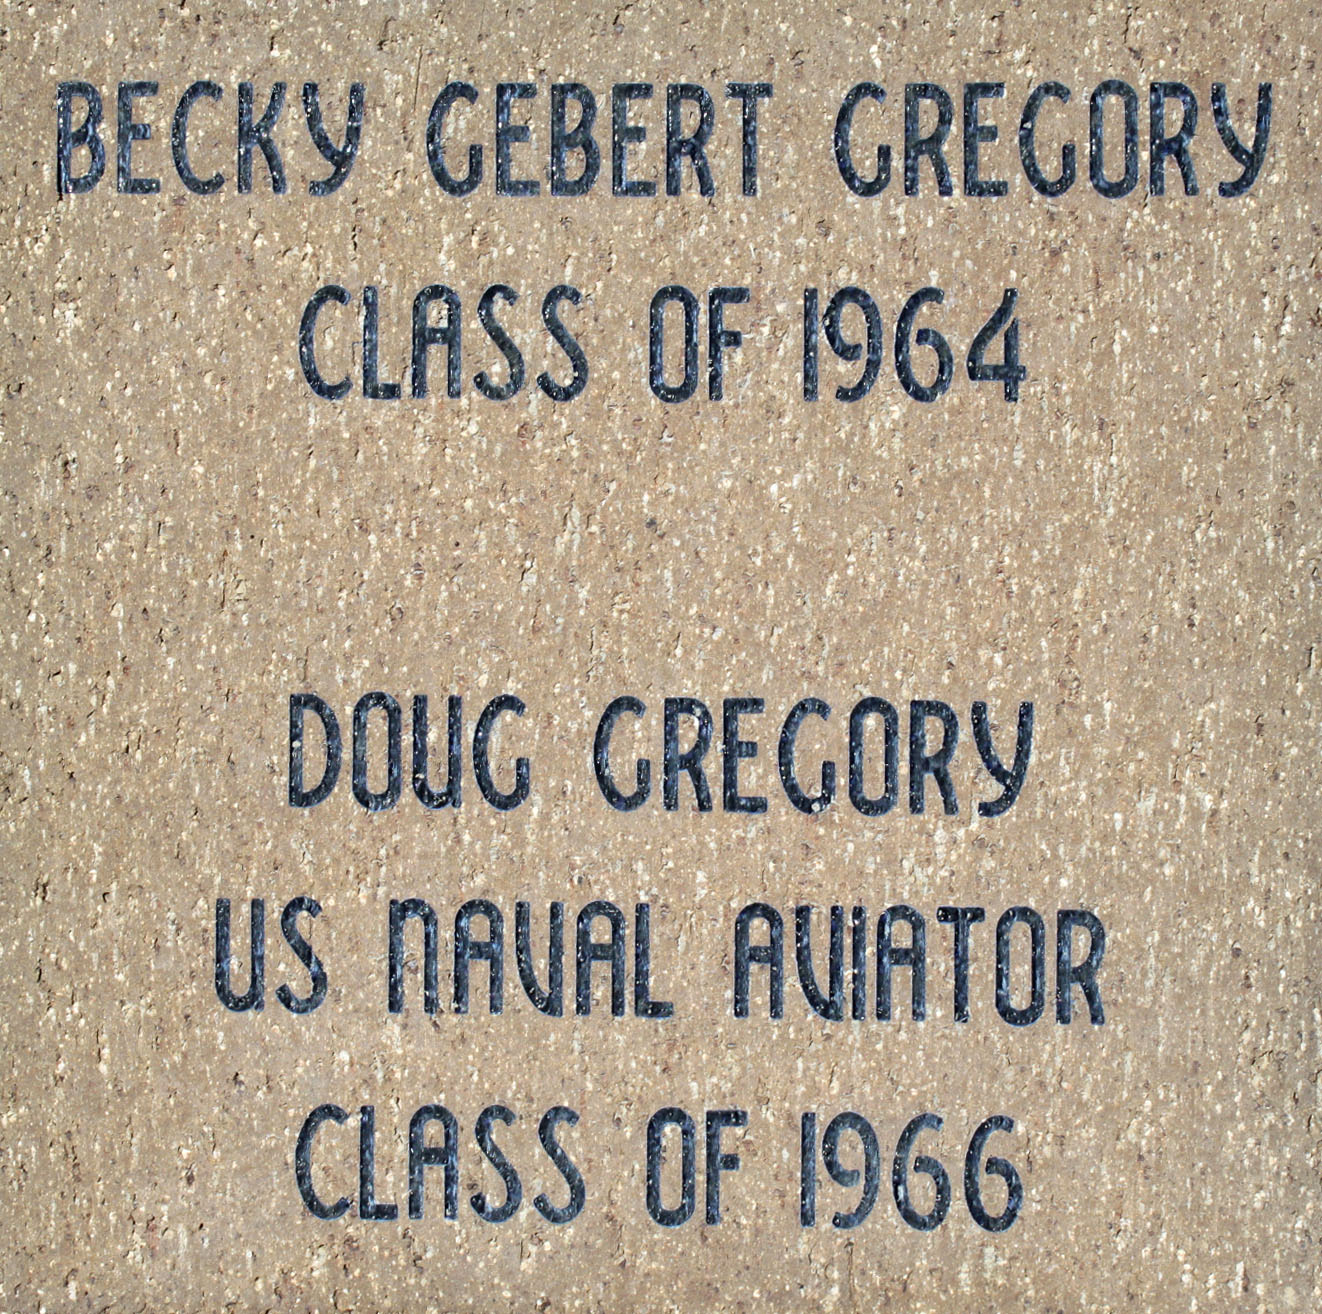 BECKY GEBERT GREGORY
CLASS OF 1964
DOUG GREGORY
US NAVAL AVIATOR
CLASS OF 1966